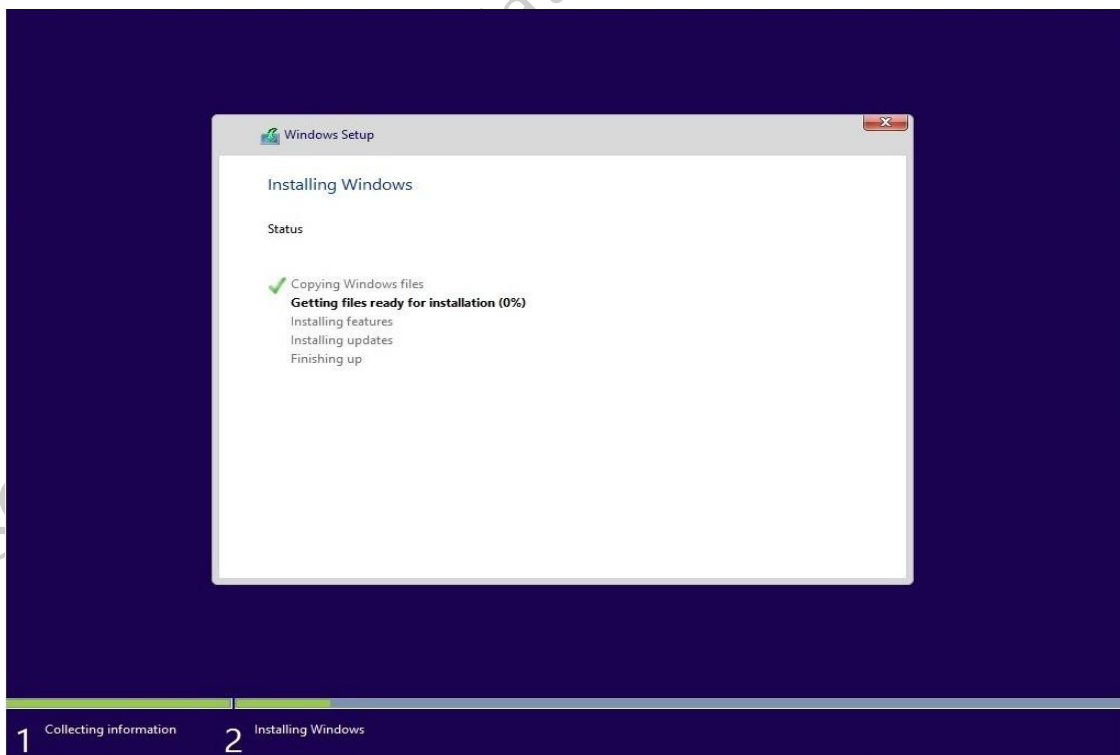 Windows Setup
Installing Windows
Status
Copying Windows files
Getting files ready for installation (0%)
Installing features
Installing updates
Finishing up
1 Collecting information 2 Installing Windows